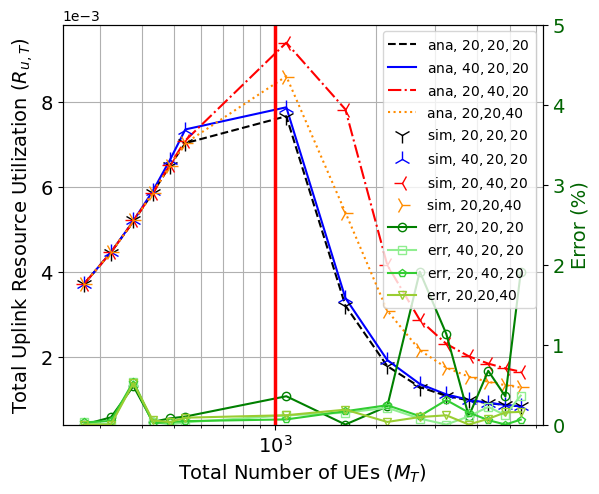 1e−3
5
4
3
2
1
0
8
6
4
2
10³
Total Uplink Resource Utilization (R_{u,T})
Error (%)
Total Number of UEs (M_T)
ana, 20, 20, 20
ana, 40, 20, 20
ana, 20, 40, 20
ana, 20,20,40
sim, 20, 20, 20
sim, 40, 20, 20
sim, 20, 40, 20
sim, 20,20,40
err, 20, 20, 20
err, 40, 20, 20
err, 20, 40, 20
err, 20,20,40